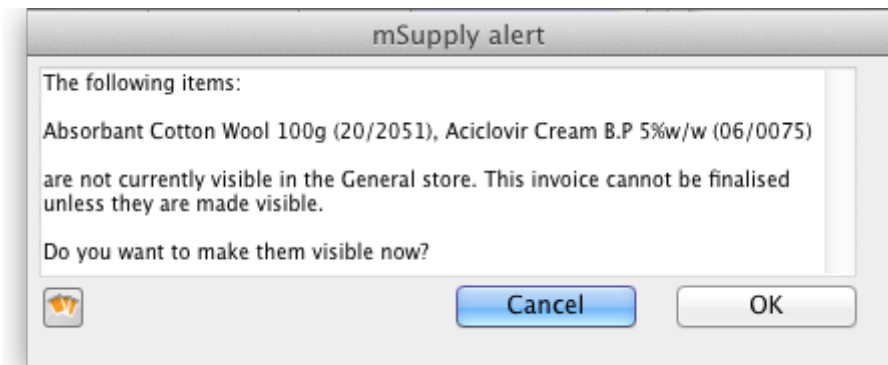 mSupply alert
The following items:
Absorbant Cotton Wool 100g (20/2051), Aciclovir Cream B.P 5%w/w (06/0075)
are not currently visible in the General store. This invoice cannot be finalised
unless they are made visible.
Do you want to make them visible now?
Cancel
OK